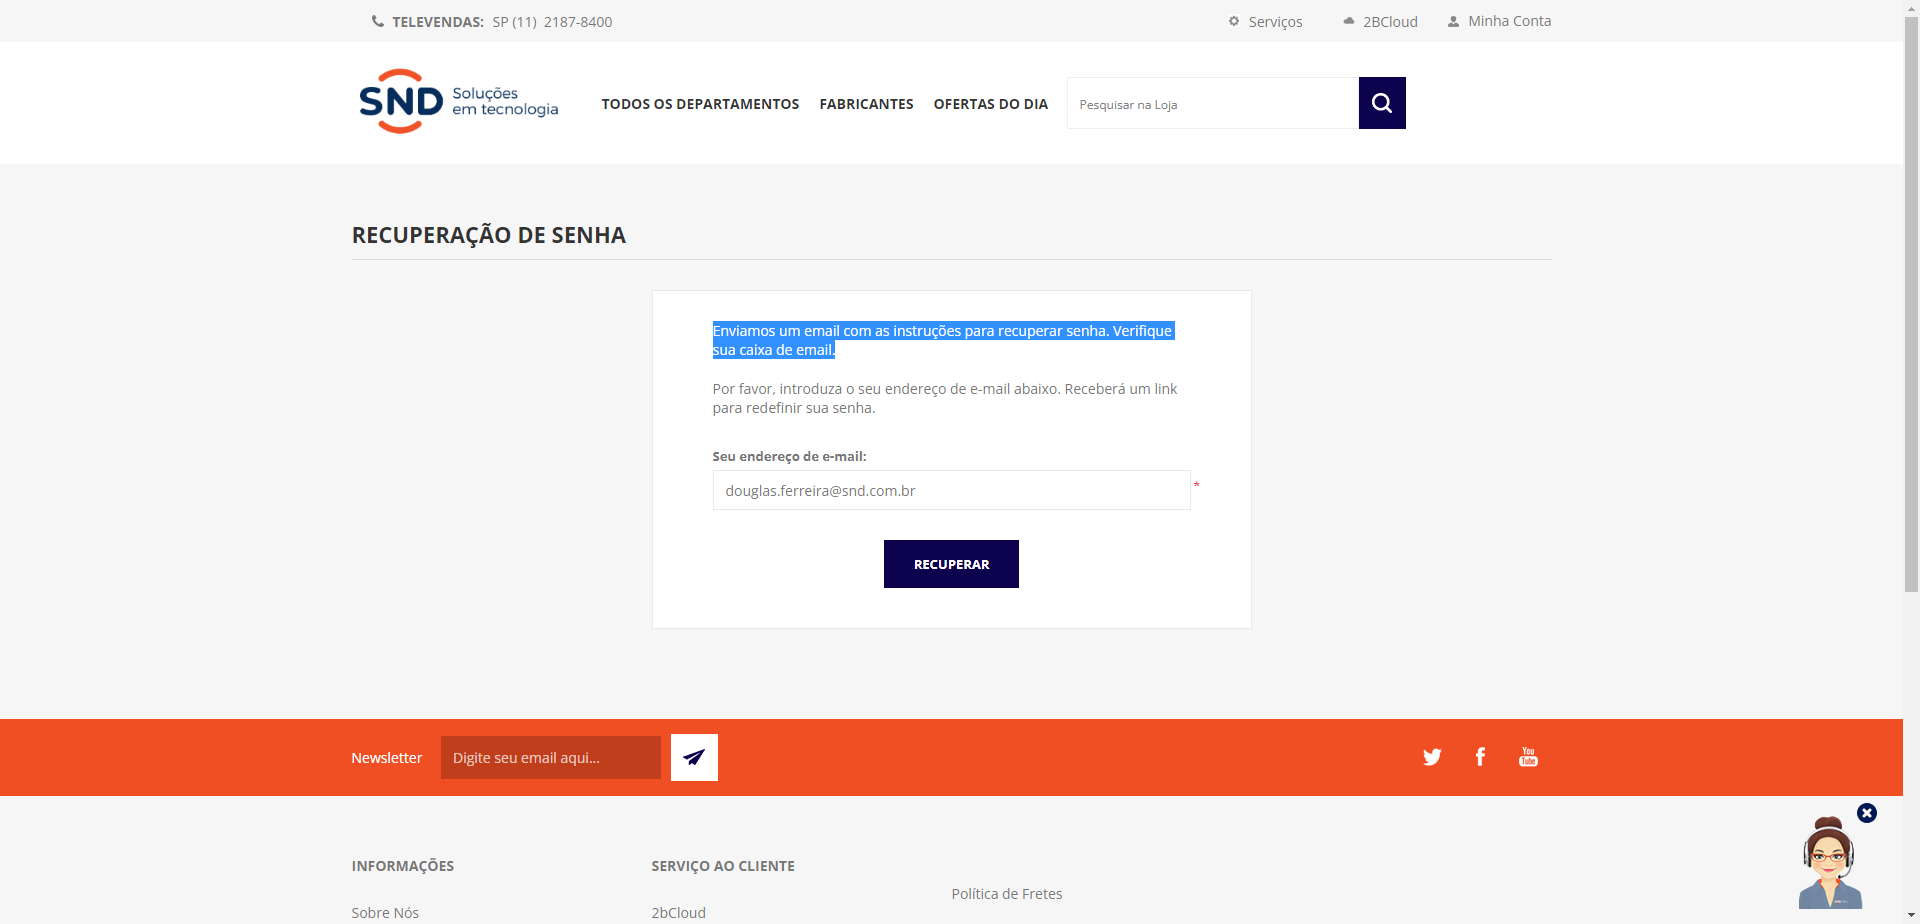 TELEVENDAS: SP (11) 2187-8400
Serviços
2BCloud
Minha Conta
SND Soluções
em tecnologia
TODOS OS DEPARTAMENTOS
FABRICANTES
OFERTAS DO DIA
Pesquisar na Loja
RECUPERAÇÃO DE SENHA
Enviamos um email com as instruções para recuperar senha. Verifique
sua caixa de email.
Por favor, introduza o seu endereço de e-mail abaixo. Receberá um link
para redefinir sua senha.
Seu endereço de e-mail:
douglas.ferreira@snd.com.br
*
RECUPERAR
Newsletter
Digite seu email aqui...
You
Tube
INFORMAÇÕES
SERVIÇO AO CLIENTE
Política de Fretes
Sobre Nós
2bCloud